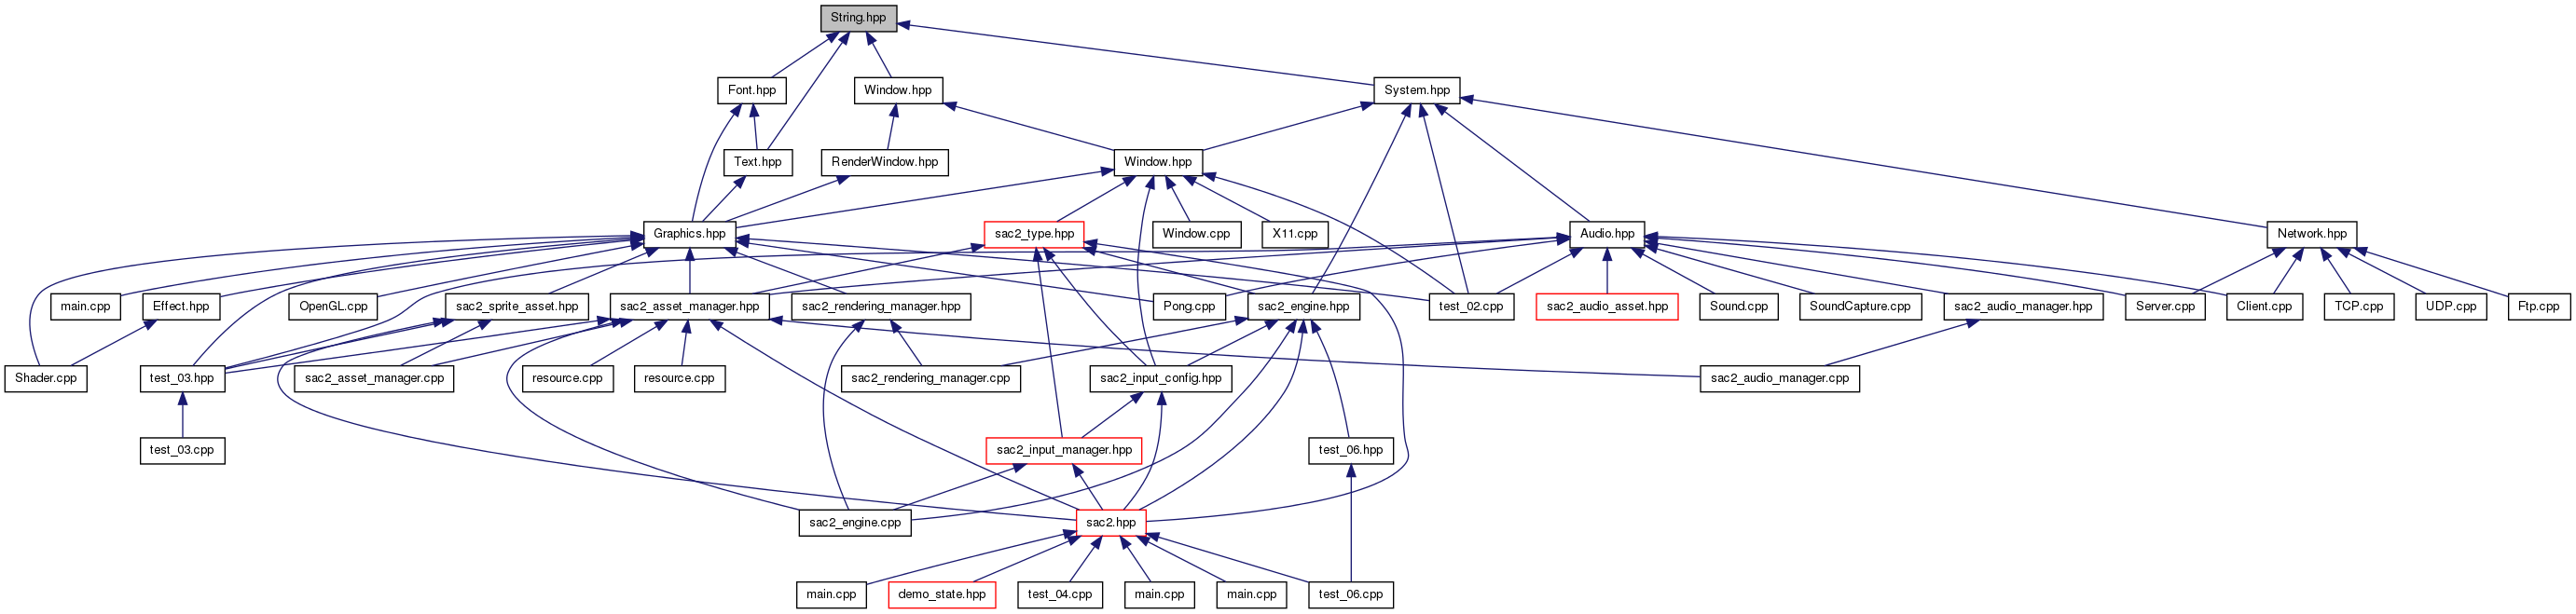 String.hpp
Font.hpp
Window.hpp
System.hpp
Text.hpp
RenderWindow.hpp
Window.hpp
Graphics.hpp
sac2_type.hpp
Window.cpp
X11.cpp
Audio.hpp
Network.hpp
main.cpp
Effect.hpp
OpenGL.cpp
sac2_sprite_asset.hpp
sac2_asset_manager.hpp
sac2_rendering_manager.hpp
Pong.cpp
sac2_engine.hpp
test_02.cpp
sac2_audio_asset.hpp
Sound.cpp
SoundCapture.cpp
sac2_audio_manager.hpp
Server.cpp
Client.cpp
TCP.cpp
UDP.cpp
Ftp.cpp
Shader.cpp
test_03.hpp
sac2_asset_manager.cpp
resource.cpp
resource.cpp
sac2_rendering_manager.cpp
sac2_input_config.hpp
sac2_audio_manager.cpp
test_03.cpp
sac2_input_manager.hpp
test_06.hpp
sac2_engine.cpp
sac2.hpp
main.cpp
demo_state.hpp
test_04.cpp
main.cpp
main.cpp
test_06.cpp